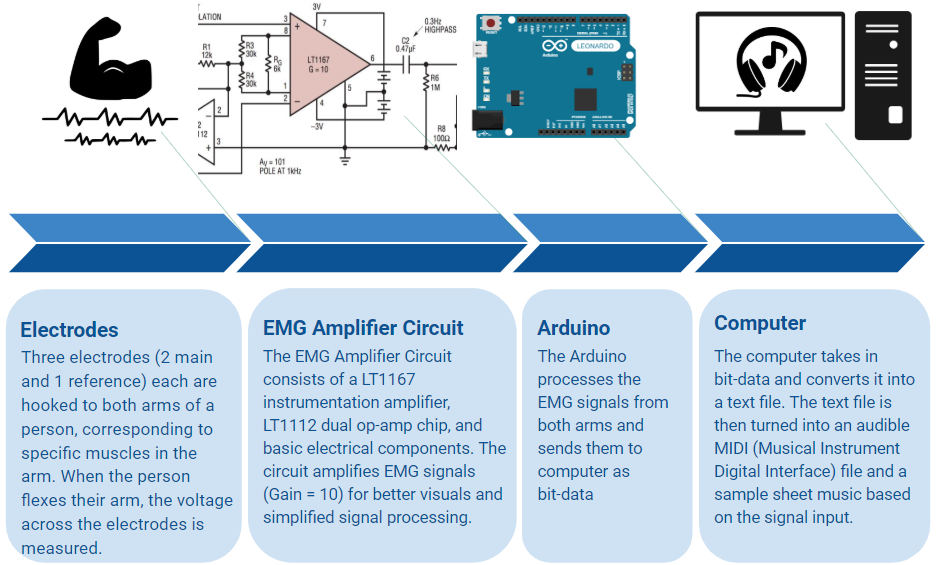 LATION
R1
12k
R3
30k
R4
30k
RG
6k
3
8
1
2
3V
7
LT1167
G = 10
6
5
4
–3V
0.3Hz
HIGHPASS
C2
0.47µF
R6
1M
R8
100Ω
2
2
112
3
AV = 101
POLE AT 1kHz
RESET
Arduino
LEONARDO
ICSP
POWER
ANALOG IN
Electrodes
Three electrodes (2 main
and 1 reference) each are
hooked to both arms of a
person, corresponding to
specific muscles in the
arm. When the person
flexes their arm, the voltage
across the electrodes is
measured.
EMG Amplifier Circuit
The EMG Amplifier Circuit
consists of a LT1167
instrumentation amplifier,
LT1112 dual op-amp chip, and
basic electrical components. The
circuit amplifies EMG signals
(Gain = 10) for better visuals and
simplified signal processing.
Arduino
The Arduino
processes the
EMG signals from
both arms and
sends them to
computer as
bit-data
Computer
The computer takes in
bit-data and converts it into
a text file. The text file is
then turned into an audible
MIDI (Musical Instrument
Digital Interface) file and a
sample sheet music based
on the signal input.